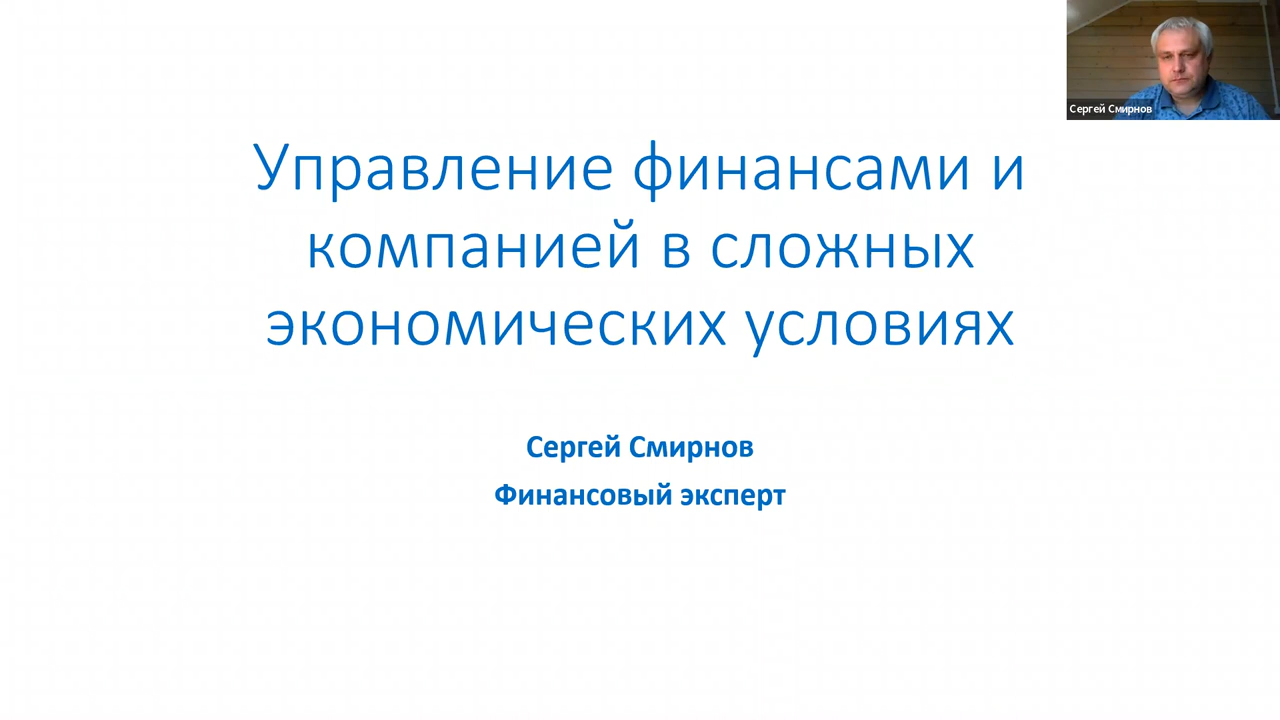 Сергей Смирнов
Управление финансами и
компанией в сложных
экономических условиях
Сергей Смирнов
Финансовый эксперт